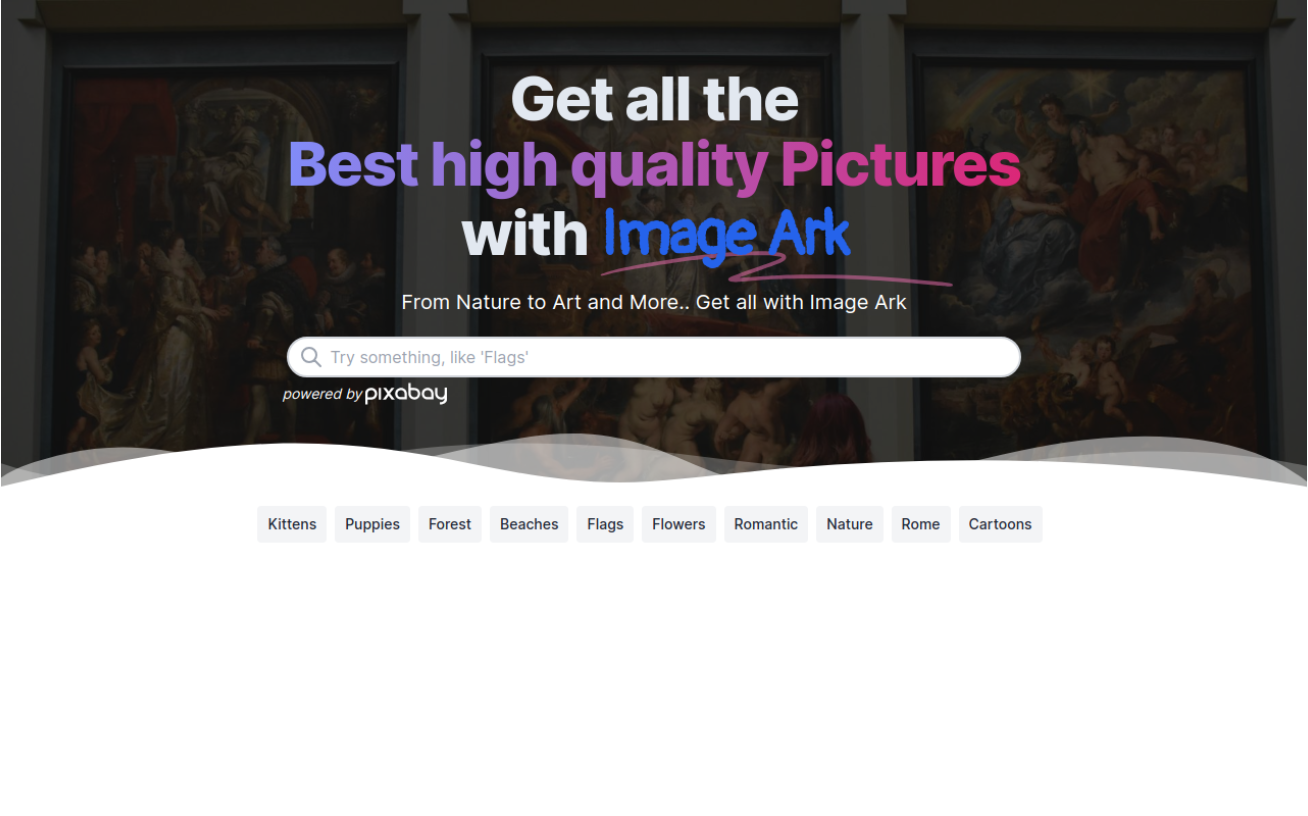 Get all the
Best high quality Pictures
with Image Ark
From Nature to Art and More.. Get all with Image Ark
Try something, like 'Flags'
powered by pixabay
Kittens Puppies Forest Beaches Flags Flowers Romantic Nature Rome Cartoons